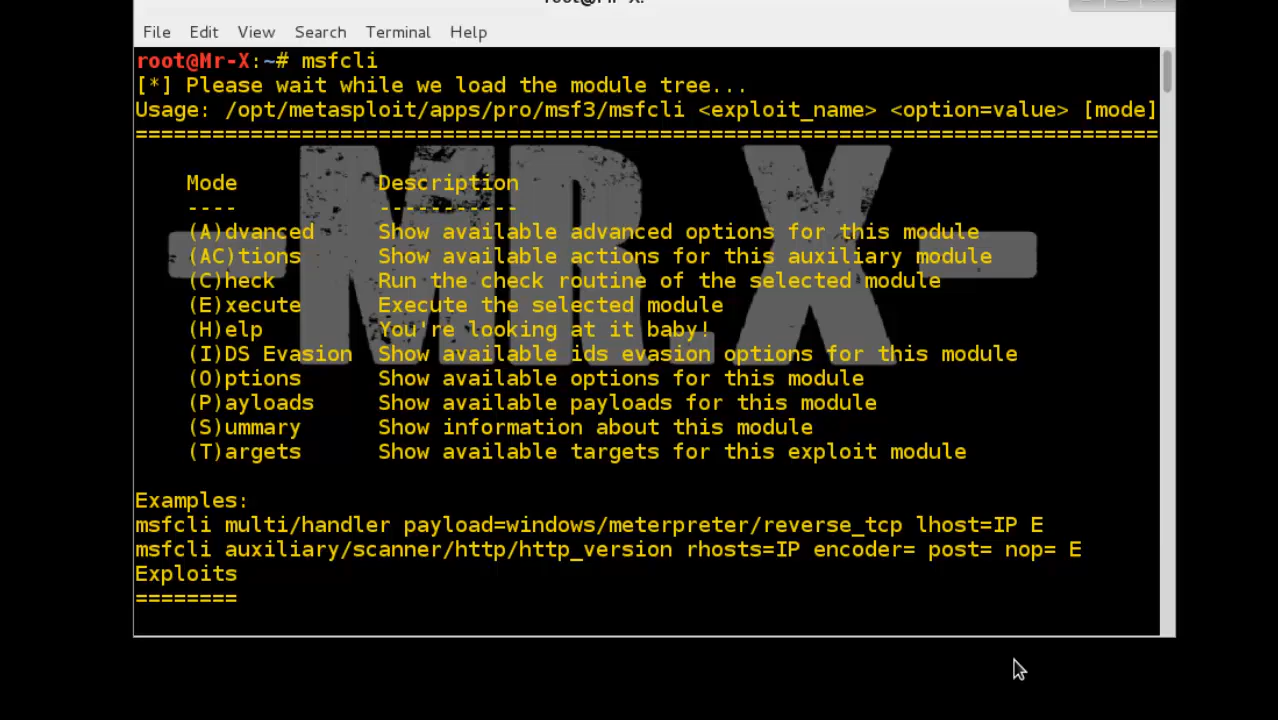 File Edit View Search Terminal Help
root@Mr-X:~# msfcli
[*] Please wait while we load the module tree...
Usage: /opt/metasploit/apps/pro/msf3/msfcli <exploit_name> <option=value> [mode]
================================================================================
-MR.X-
Mode Description
---- -----------
(A)dvanced Show available advanced options for this module
(AC)tions Show available actions for this auxiliary module
(C)heck Run the check routine of the selected module
(E)xecute Execute the selected module
(H)elp You're looking at it baby!
(I)DS Evasion Show available ids evasion options for this module
(O)ptions Show available options for this module
(P)ayloads Show available payloads for this module
(S)ummary Show information about this module
(T)argets Show available targets for this exploit module
Examples:
msfcli multi/handler payload=windows/meterpreter/reverse_tcp lhost=IP E
msfcli auxiliary/scanner/http/http_version rhosts=IP encoder= post= nop= E
Exploits
========